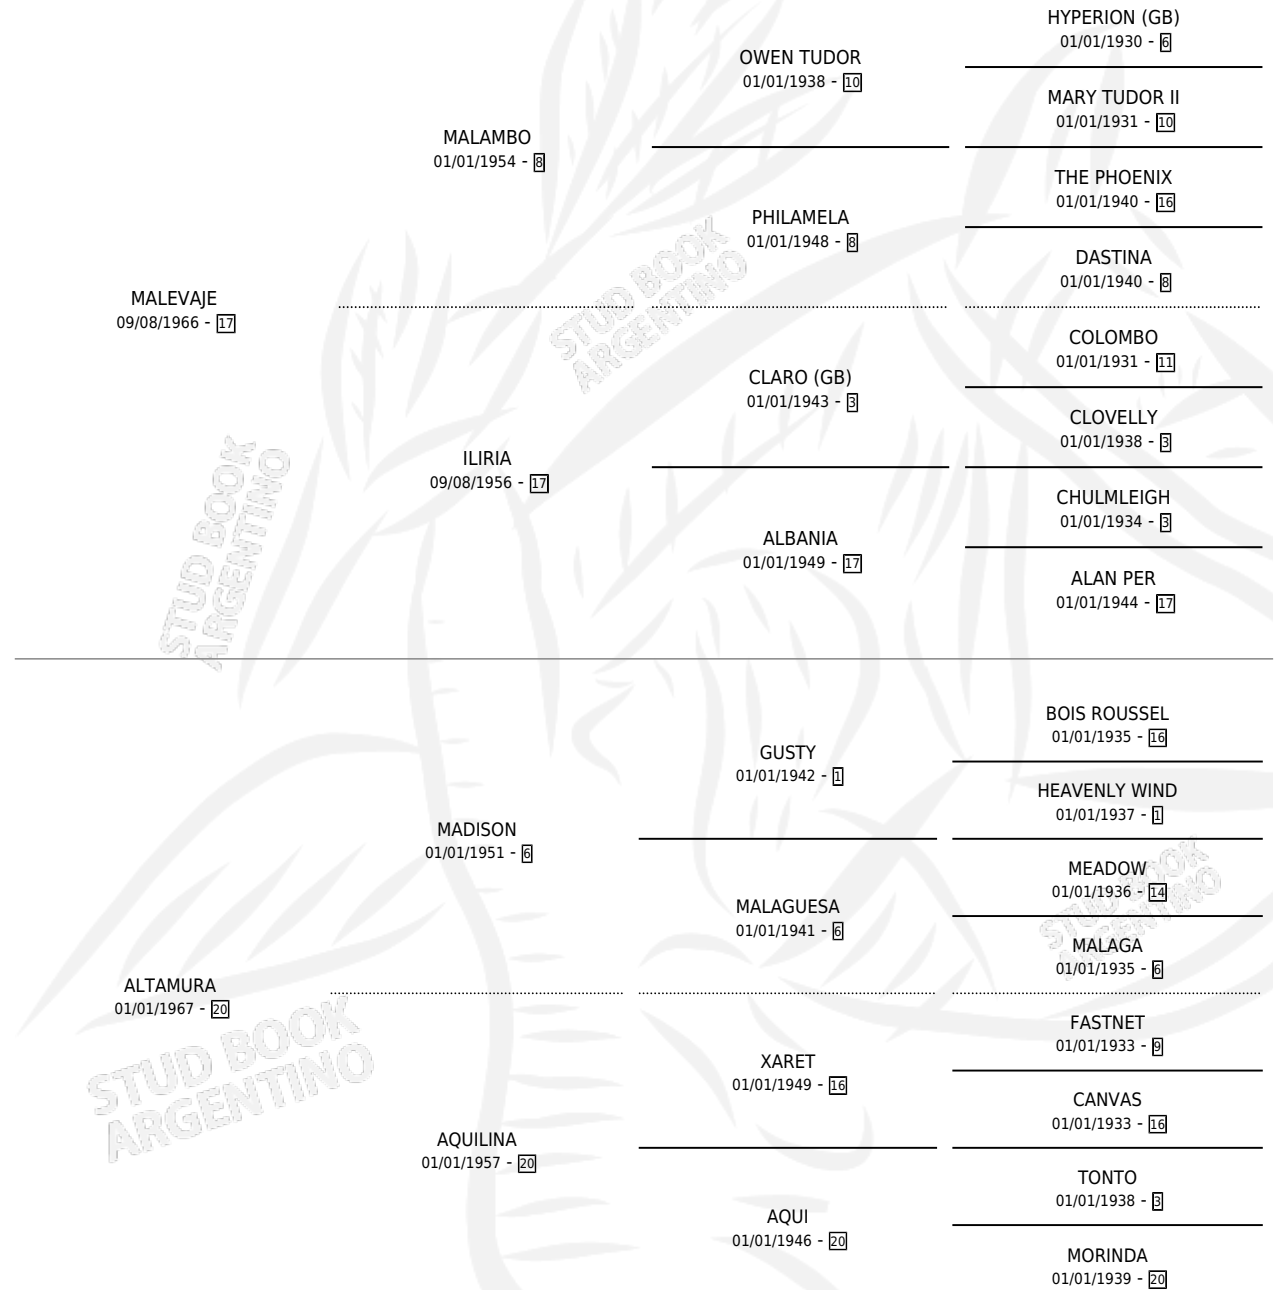 HYPERION (GB)
01/01/1930 - 6
OWEN TUDOR
01/01/1938 - 10
MARY TUDOR II
01/01/1931 - 10
MALAMBO
01/01/1954 - 8
THE PHOENIX
01/01/1940 - 16
PHILAMELA
01/01/1948 - 8
DASTINA
01/01/1940 - 8
MALEVAJE
09/08/1966 - 17
COLOMBO
01/01/1931 - 11
CLARO (GB)
01/01/1943 - 3
CLOVELLY
01/01/1938 - 3
ILIRIA
09/08/1956 - 17
CHULMLEIGH
01/01/1934 - 3
ALBANIA
01/01/1949 - 17
ALAN PER
01/01/1944 - 17
STUD BOOK
ARGENTINO
STUD BOOK
ARGENTINO
BOIS ROUSSEL
01/01/1935 - 16
GUSTY
01/01/1942 - 1
HEAVENLY WIND
01/01/1937 - 1
MADISON
01/01/1951 - 6
MEADOW
01/01/1936 - 14
MALAGUESA
01/01/1941 - 6
MALAGA
01/01/1935 - 6
ALTAMURA
01/01/1967 - 20
FASTNET
01/01/1933 - 9
XARET
01/01/1949 - 16
CANVAS
01/01/1933 - 16
AQUILINA
01/01/1957 - 20
TONTO
01/01/1938 - 3
AQUI
01/01/1946 - 20
MORINDA
01/01/1939 - 20
STUD BOOK
ARGENTINO
STUD BOOK
ARGENTINO